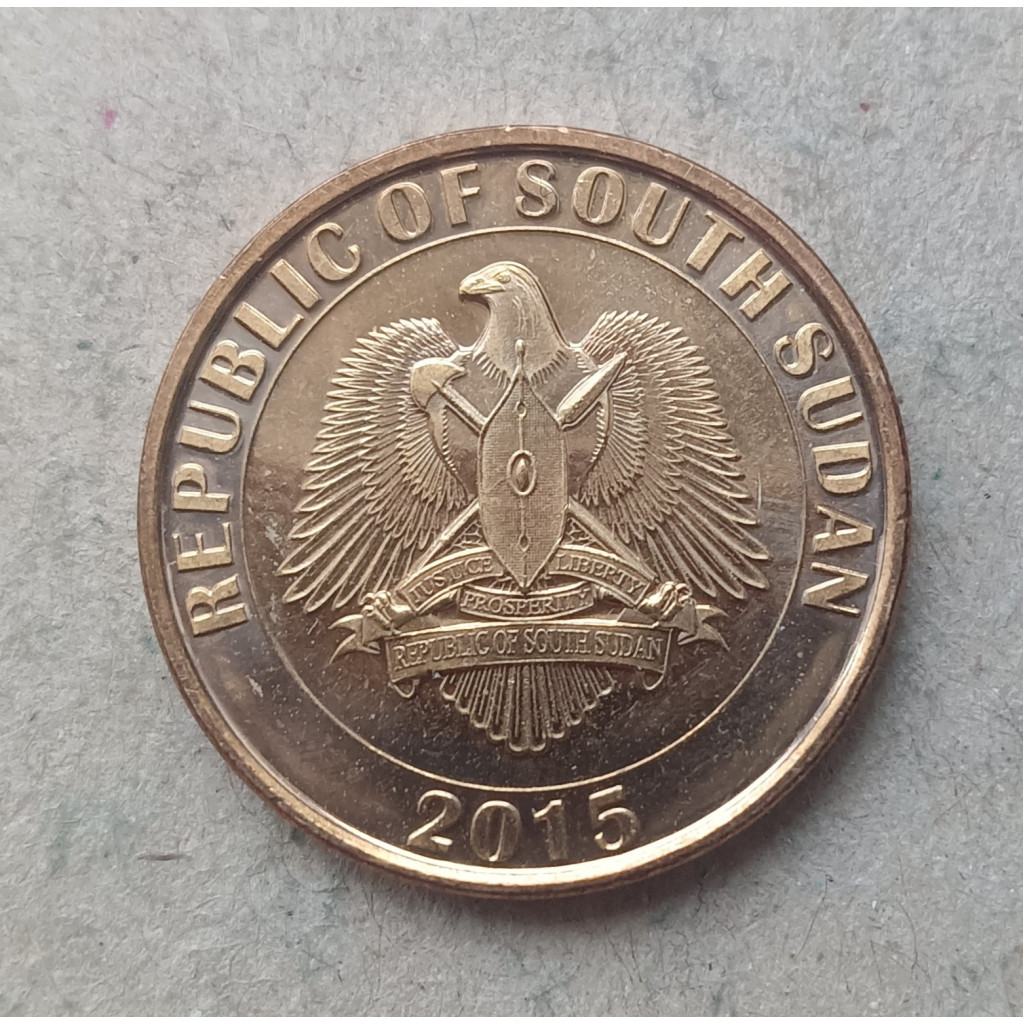 REPUBLIC OF SOUTH SUDAN
JUSTICE LIBERTY
PROSPERITY
REPUBLIC OF SOUTH SUDAN
2015